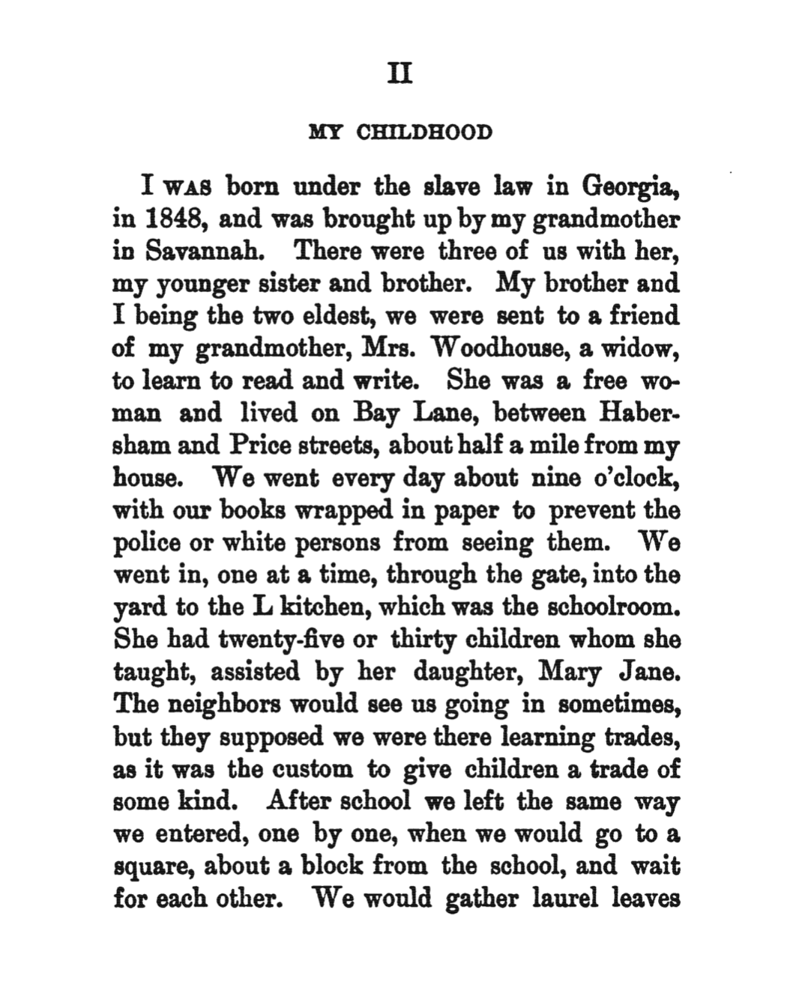 II
MY CHILDHOOD
I WAS born under the slave law in Georgia,
in 1848, and was brought up by my grandmother
in Savannah. There were three of us with her,
my younger sister and brother. My brother and
I being the two eldest, we were sent to a friend
of my grandmother, Mrs. Woodhouse, a widow,
to learn to read and write. She was a free wo-
man and lived on Bay Lane, between Haber-
sham and Price streets, about half a mile from my
house. We went every day about nine o'clock,
with our books wrapped in paper to prevent the
police or white persons from seeing them. We
went in, one at a time, through the gate, into the
yard to the L kitchen, which was the schoolroom.
She had twenty-five or thirty children whom she
taught, assisted by her daughter, Mary Jane.
The neighbors would see us going in sometimes,
but they supposed we were there learning trades,
as it was the custom to give children a trade of
some kind. After school we left the same way
we entered, one by one, when we would go to a
square, about a block from the school, and wait
for each other. We would gather laurel leaves